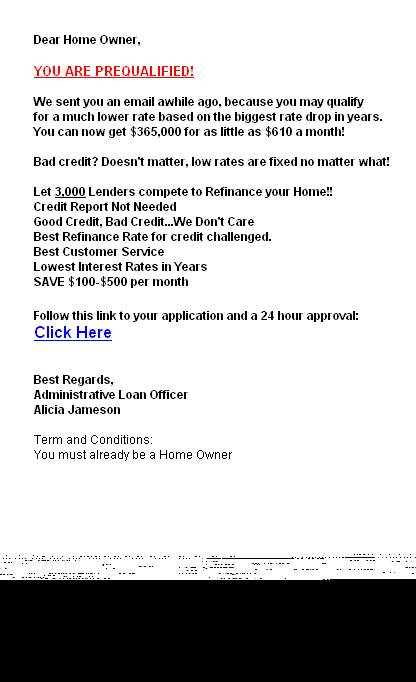 Dear Home Owner,
YOU ARE PREQUALIFIED!
We sent you an email awhile ago, because you may qualify
for a much lower rate based on the biggest rate drop in years.
You can now get $365,000 for as little as $610 a month!
Bad credit? Doesn't matter, low rates are fixed no matter what!
Let 3,000 Lenders compete to Refinance your Home!!
Credit Report Not Needed
Good Credit, Bad Credit...We Don't Care
Best Refinance Rate for credit challenged.
Best Customer Service
Lowest Interest Rates in Years
SAVE $100-$500 per month
Follow this link to your application and a 24 hour approval:
Click Here
Best Regards,
Administrative Loan Officer
Alicia Jameson
Term and Conditions:
You must already be a Home Owner